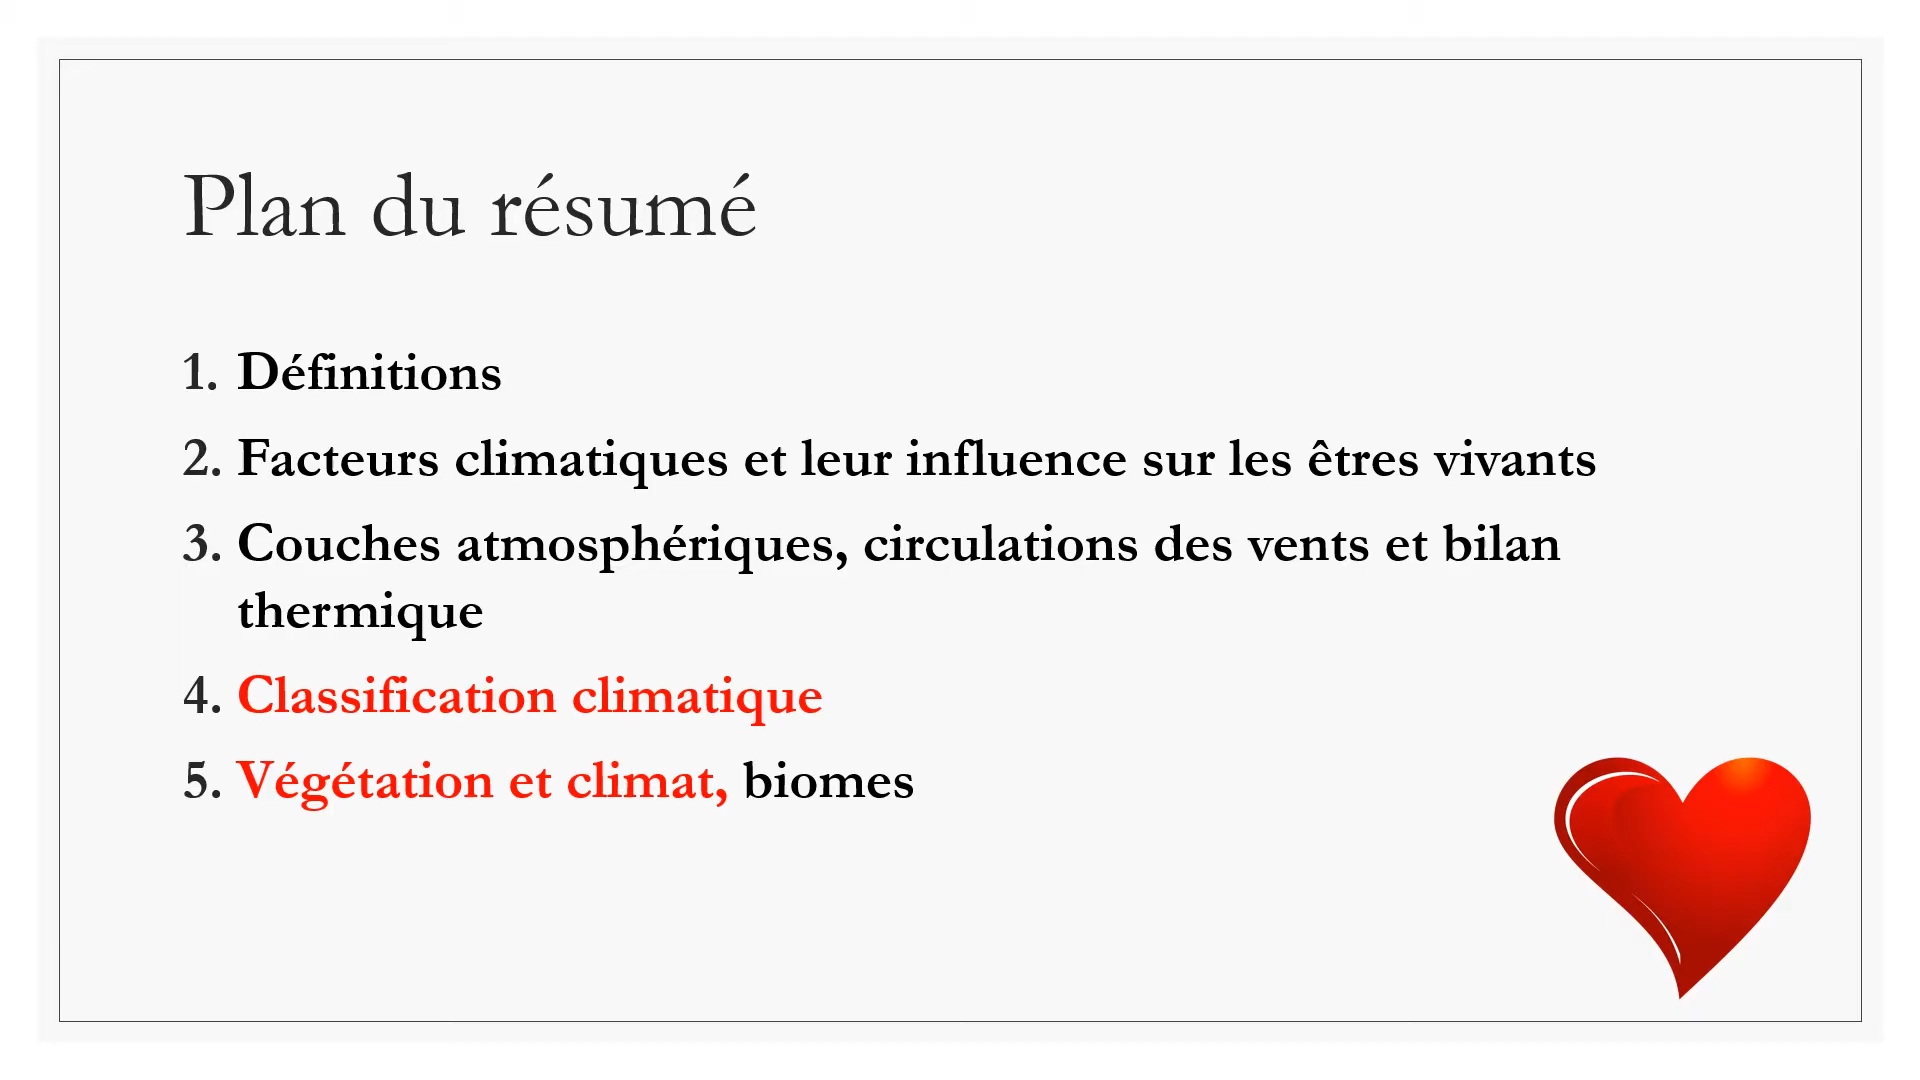 Plan du résumé
1. Définitions
2. Facteurs climatiques et leur influence sur les êtres vivants
3. Couches atmosphériques, circulations des vents et bilan
thermique
4. Classification climatique
5. Végétation et climat, biomes